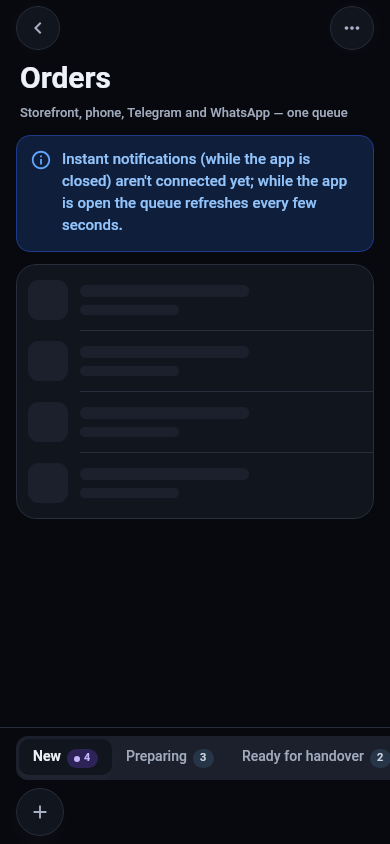 Orders
Storefront, phone, Telegram and WhatsApp — one queue
Instant notifications (while the app is
closed) aren't connected yet; while the app
is open the queue refreshes every few
seconds.
New 4 Preparing 3 Ready for handover 2